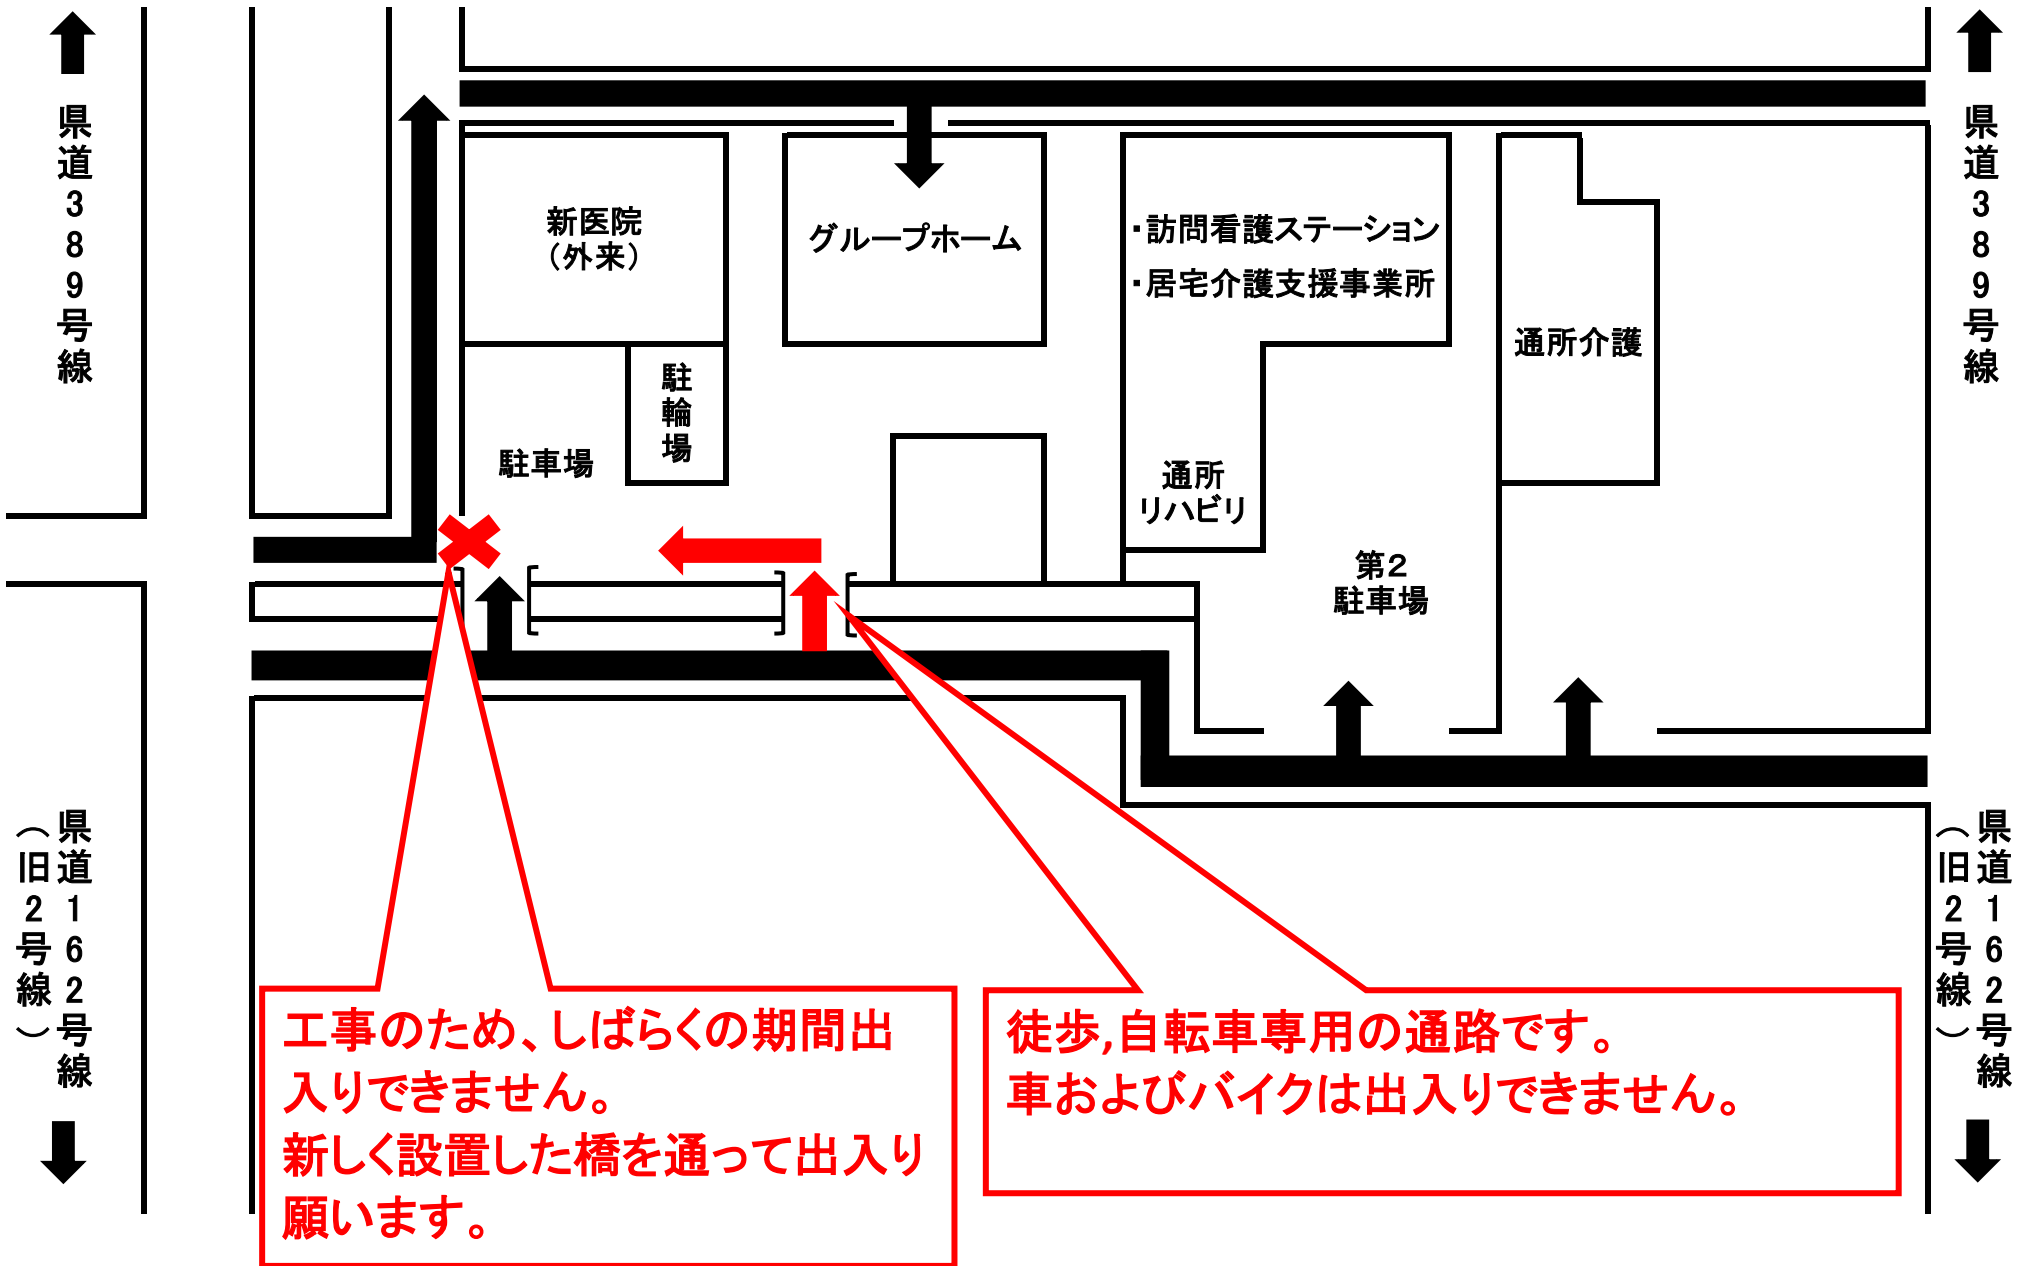 県道389号線
県道389号線
新医院
（外来）
グループホーム
・訪問看護ステーション
・居宅介護支援事業所
通所介護
駐輪場
駐車場
通所
リハビリ
第2
駐車場
県道162号線
（旧2号線）
県道162号線
（旧2号線）
工事のため、しばらくの期間出
入りできません。
新しく設置した橋を通って出入り
願います。
徒歩,自転車専用の通路です。
車およびバイクは出入りできません。